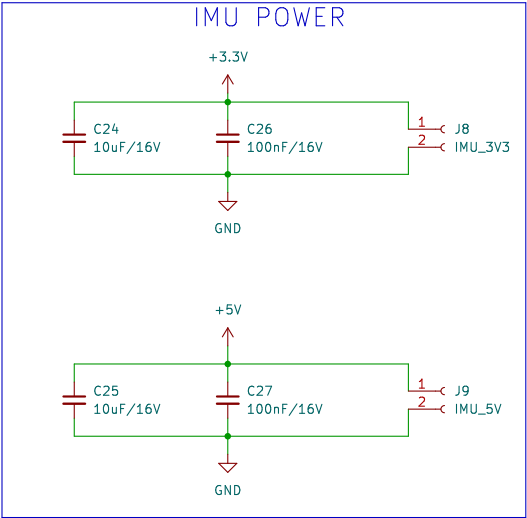 IMU POWER
+3.3V
C24
10uF/16V
C26
100nF/16V
1
2
J8
IMU_3V3
GND
+5V
C25
10uF/16V
C27
100nF/16V
1
2
J9
IMU_5V
GND